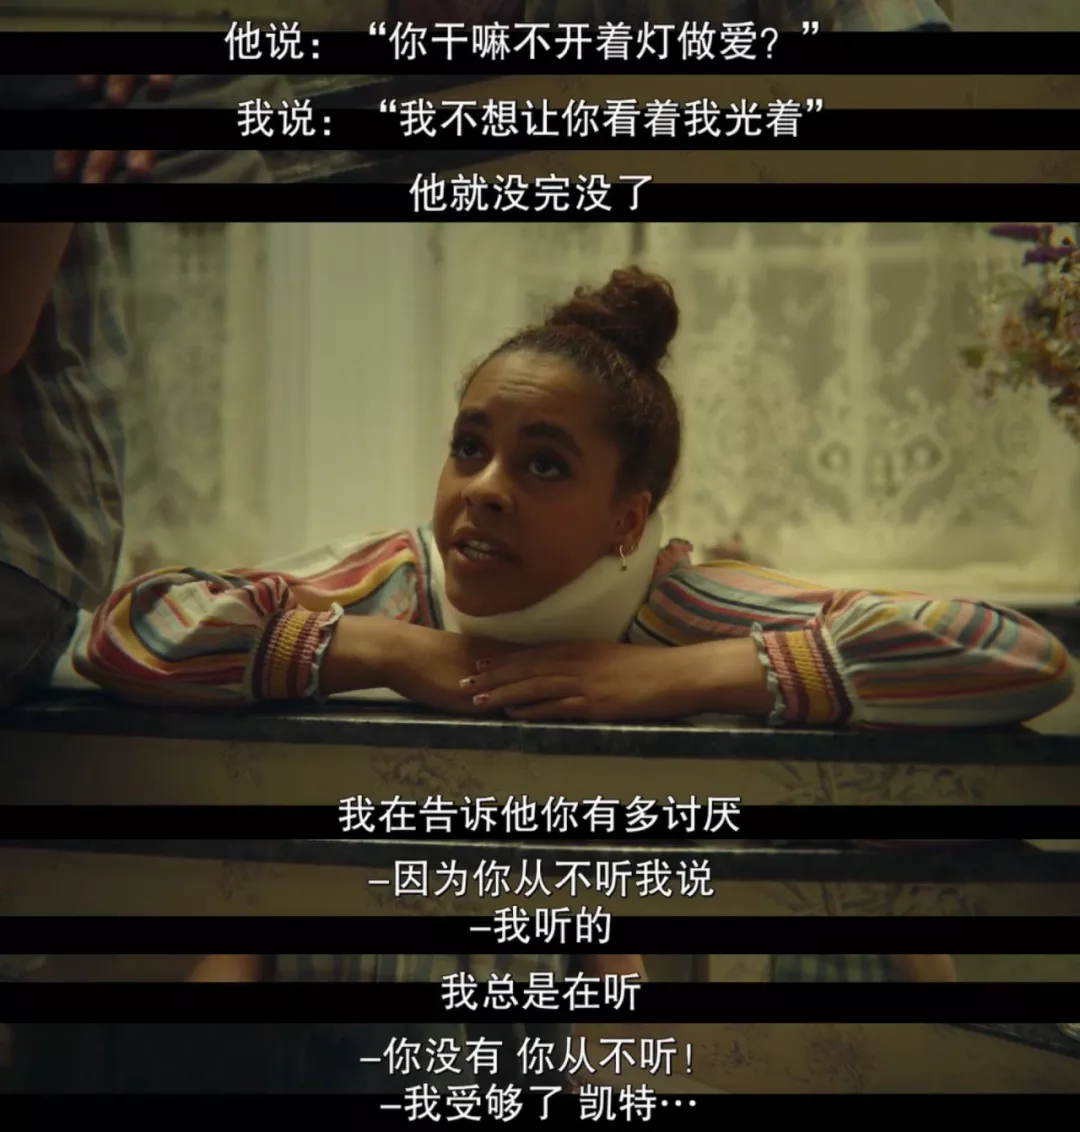 他说：“你干嘛不开着灯做爱？”
我说：“我不想让你看着我光着”
他就没完没了
我在告诉他你有多讨厌
–因为你从不听我说
–我听的
我总是在听
–你没有 你从不听！
–我受够了 凯特…